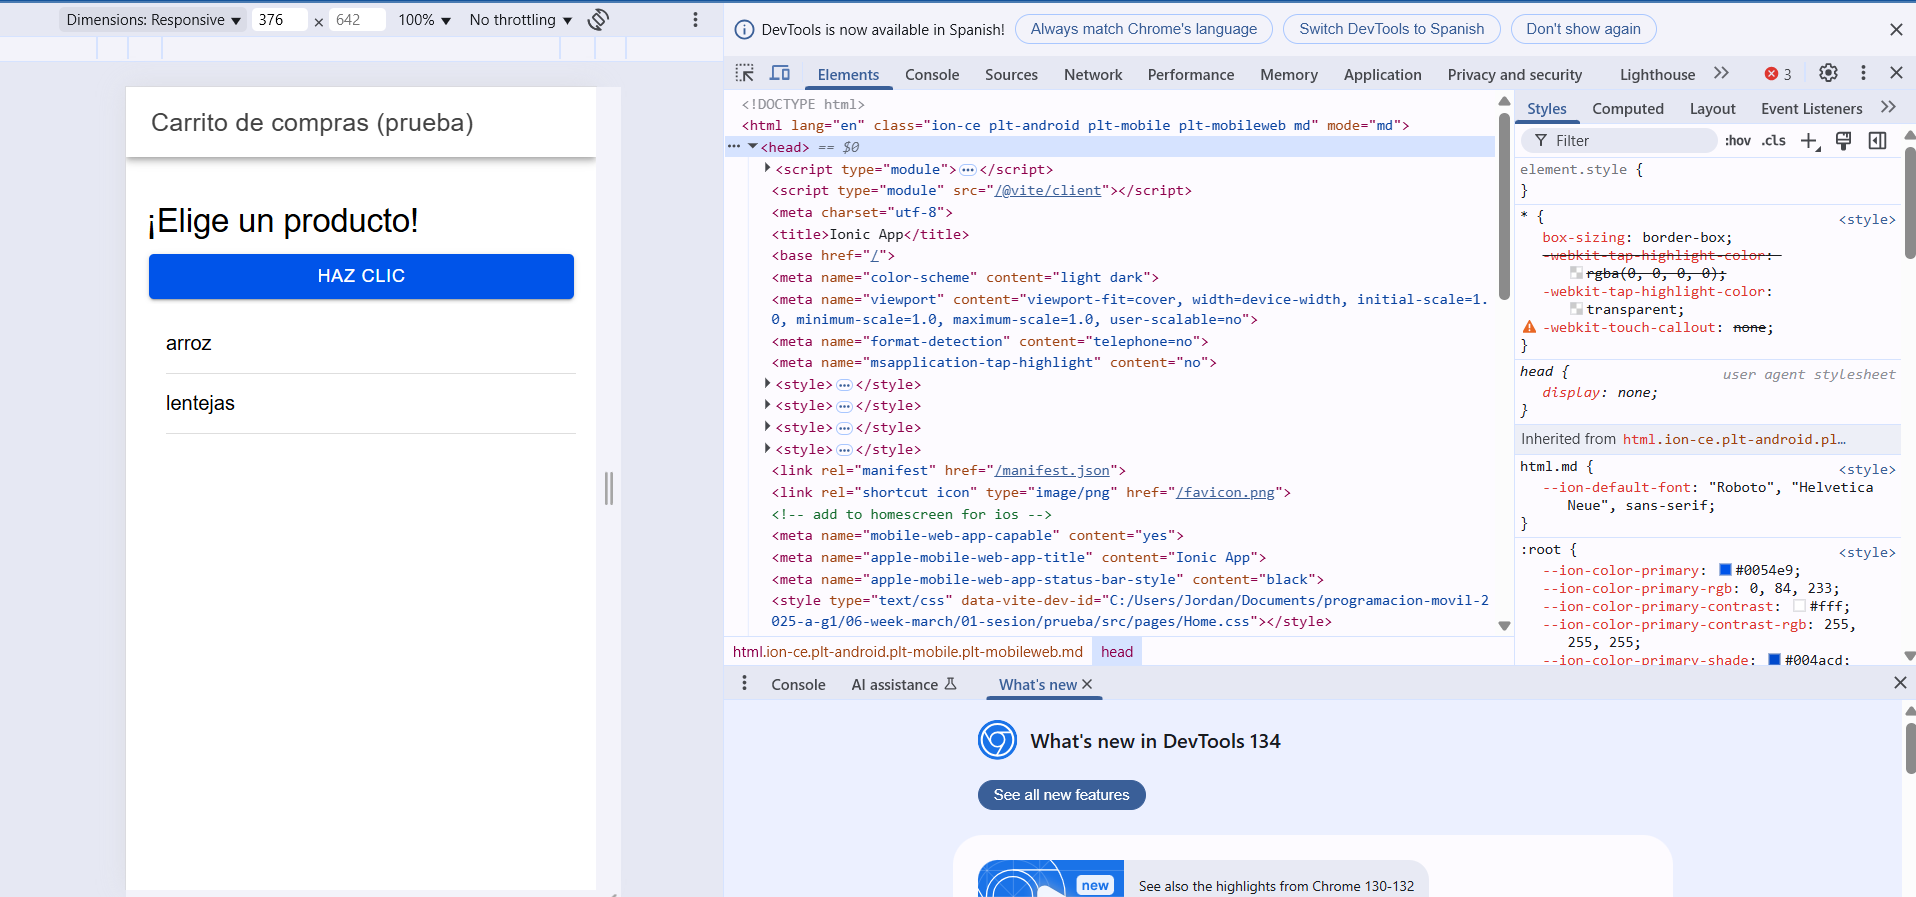 Dimensions: Responsive ▼ 376 × 642 100% ▼ No throttling ▼
Carrito de compras (prueba)
¡Elige un producto!
HAZ CLIC
arroz
lentejas
DevTools is now available in Spanish! Always match Chrome's language Switch DevTools to Spanish Don't show again
Elements Console Sources Network Performance Memory Application Privacy and security Lighthouse 3
<!DOCTYPE html>
<html lang="en" class="ion-ce plt-android plt-mobile plt-mobileweb md" mode="md">
<head> == $0
<script type="module"> </script>
<script type="module" src="/@vite/client"></script>
<meta charset="utf-8">
<title>Ionic App</title>
<base href="/">
<meta name="color-scheme" content="light dark">
<meta name="viewport" content="viewport-fit=cover, width=device-width, initial-scale=1.
0, minimum-scale=1.0, maximum-scale=1.0, user-scalable=no">
<meta name="format-detection" content="telephone=no">
<meta name="msapplication-tap-highlight" content="no">
<style> </style>
<style> </style>
<style> </style>
<style> </style>
<link rel="manifest" href="/manifest.json">
<link rel="shortcut icon" type="image/png" href="/favicon.png">
<!-- add to homescreen for ios -->
<meta name="mobile-web-app-capable" content="yes">
<meta name="apple-mobile-web-app-title" content="Ionic App">
<meta name="apple-mobile-web-app-status-bar-style" content="black">
<style type="text/css" data-vite-dev-id="C:/Users/Jordan/Documents/programacion-movil-2
025-a-g1/06-week-march/01-sesion/prueba/src/pages/Home.css"></style>
html.ion-ce.plt-android.plt-mobile.plt-mobileweb.md head
Styles Computed Layout Event Listeners
Filter :hov .cls
element.style {
}
* { <style>
box-sizing: border-box;
-webkit-tap-highlight-color:
rgba(0, 0, 0, 0);
-webkit-tap-highlight-color:
transparent;
-webkit-touch-callout: none;
}
head { user agent stylesheet
display: none;
}
Inherited from html.ion-ce.plt-android.pl…
html.md { <style>
--ion-default-font: "Roboto", "Helvetica
Neue", sans-serif;
}
:root { <style>
--ion-color-primary: #0054e9;
--ion-color-primary-rgb: 0, 84, 233;
--ion-color-primary-contrast: #fff;
--ion-color-primary-contrast-rgb: 255,
255, 255;
--ion-color-primary-shade: #004acd;
Console AI assistance What's new
What's new in DevTools 134
See all new features
new
See also the highlights from Chrome 130-132